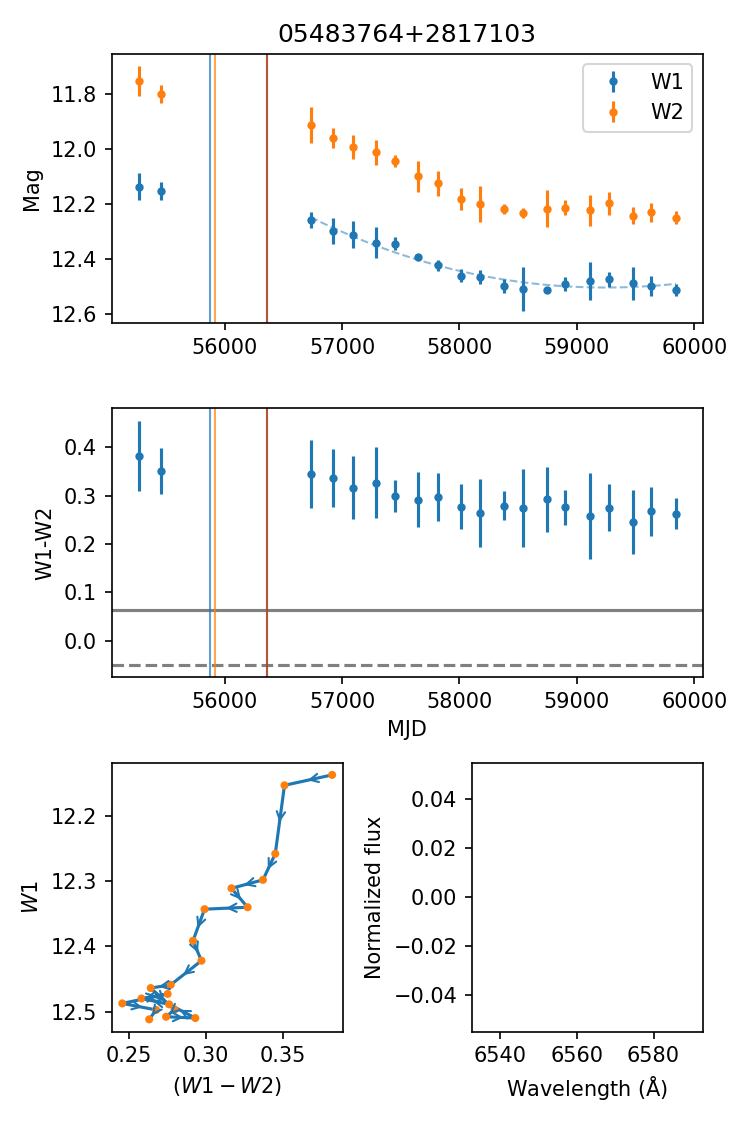 05483764+2817103
Mag
11.8
12.0
12.2
12.4
12.6
W1
W2
56000 57000 58000 59000 60000
W1-W2
0.4
0.3
0.2
0.1
0.0
56000 57000 58000 59000 60000
MJD
W1
12.2
12.3
12.4
12.5
0.25 0.30 0.35
(W1 − W2)
Normalized flux
0.04
0.02
0.00
−0.02
−0.04
6540 6560 6580
Wavelength (Å)